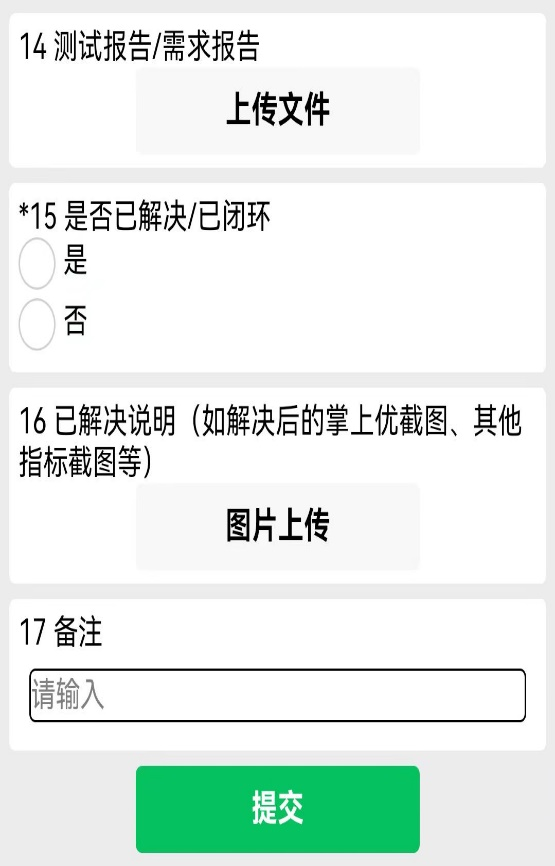 14 测试报告/需求报告
上传文件
*15 是否已解决/已闭环
是
否
16 已解决说明（如解决后的掌上优截图、其他
指标截图等）
图片上传
17 备注
请输入
提交